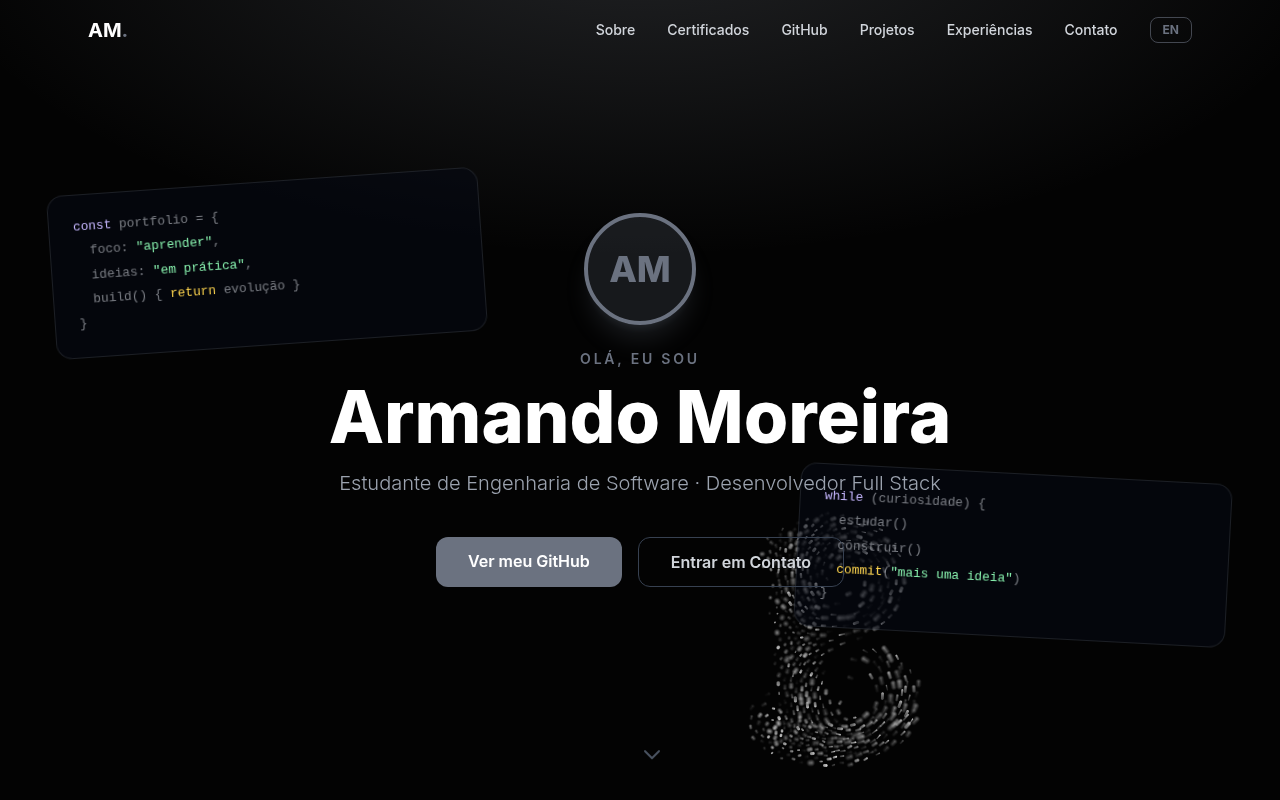 AM.
Sobre
Certificados
GitHub
Projetos
Experiências
Contato
EN
const portfolio = {
foco: "aprender",
ideias: "em prática",
build() { return evolução }
}
AM
OLÁ, EU SOU
Armando Moreira
Estudante de Engenharia de Software · Desenvolvedor Full Stack
while (curiosidade) {
estudar()
construir()
commit("mais uma ideia")
}
Ver meu GitHub
Entrar em Contato